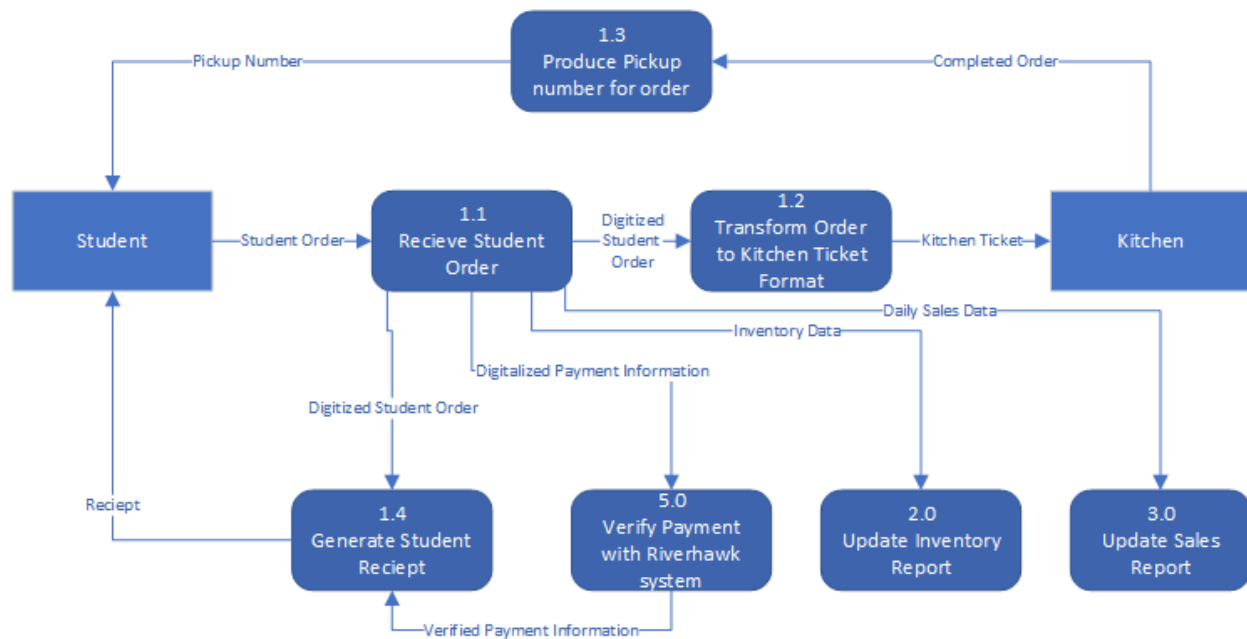 1.3
Produce Pickup
number for order
Pickup Number
Completed Order
Student
Student Order
1.1
Recieve Student
Order
Digitized
Student
Order
1.2
Transform Order
to Kitchen Ticket
Format
Kitchen Ticket
Kitchen
Daily Sales Data
Inventory Data
Digitalized Payment Information
Digitized Student Order
Reciept
1.4
Generate Student
Reciept
5.0
Verify Payment
with Riverhawk
system
2.0
Update Inventory
Report
3.0
Update Sales
Report
Verified Payment Information